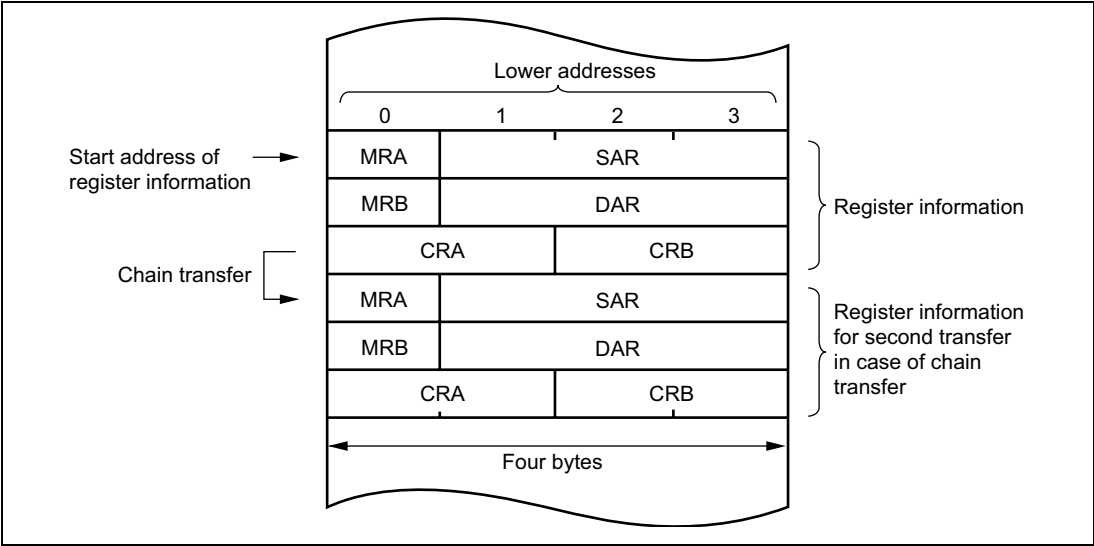 Lower addresses
0 1 2 3
Start address of
register information
MRA SAR
MRB DAR
CRA CRB
Register information
Chain transfer
MRA SAR
MRB DAR
CRA CRB
Register information
for second transfer
in case of chain
transfer
Four bytes